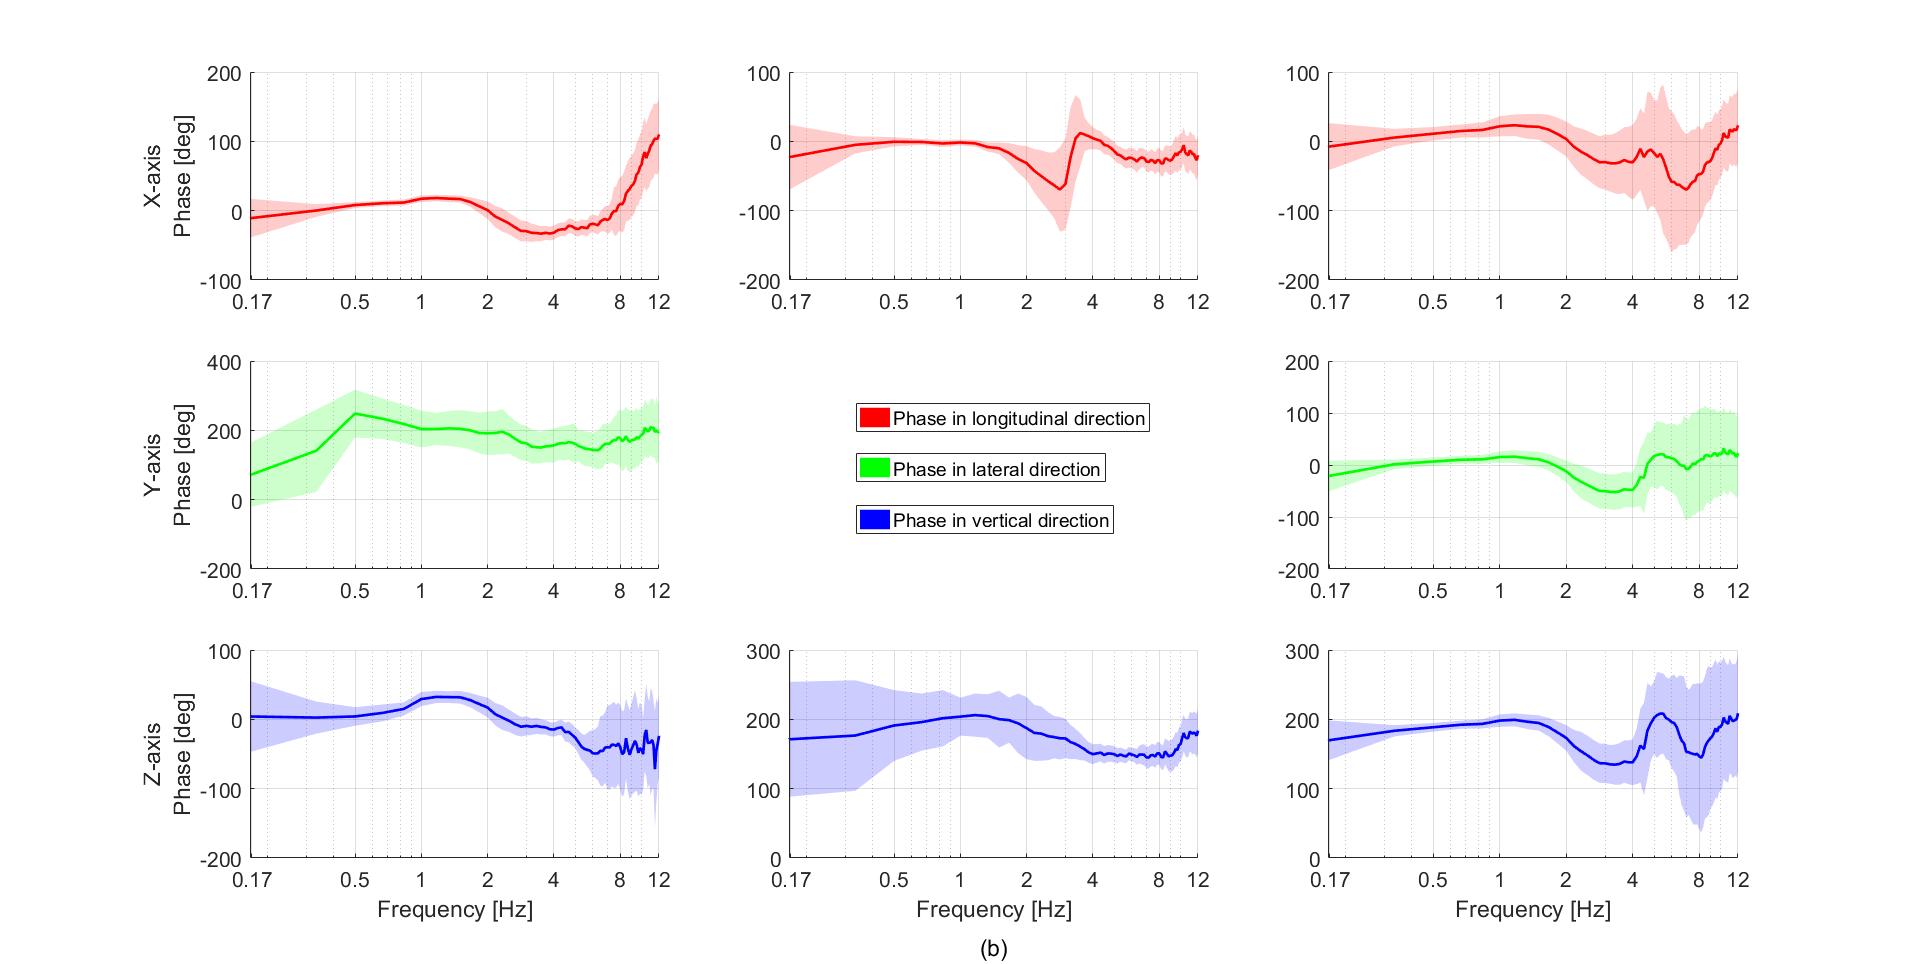 200
100
0
-100
0.17 0.5 1 2 4 8 12
X-axis
Phase [deg]
100
0
-100
-200
0.17 0.5 1 2 4 8 12
100
0
-100
-200
0.17 0.5 1 2 4 8 12
400
200
0
-200
0.17 0.5 1 2 4 8 12
Y-axis
Phase [deg]
Phase in longitudinal direction
Phase in lateral direction
Phase in vertical direction
200
100
0
-100
-200
0.17 0.5 1 2 4 8 12
100
0
-100
-200
0.17 0.5 1 2 4 8 12
Z-axis
Phase [deg]
Frequency [Hz]
300
200
100
0
0.17 0.5 1 2 4 8 12
Frequency [Hz]
300
200
100
0
0.17 0.5 1 2 4 8 12
Frequency [Hz]
(b)